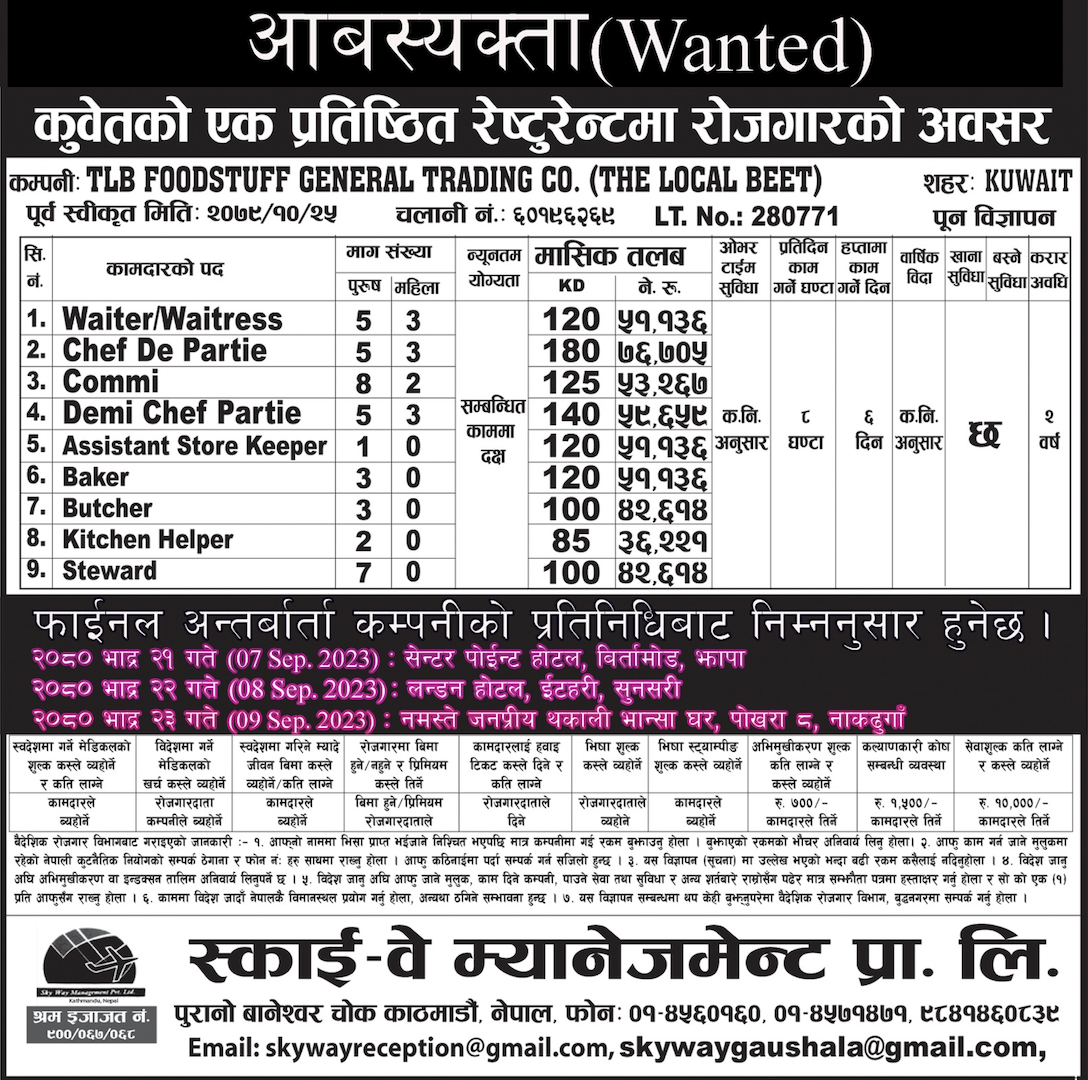 आबस्यक्ता(Wanted)
कुवेतको एक प्रतिष्ठित रेष्टुरेन्टमा रोजगारको अवसर
कम्पनी: TLB FOODSTUFF GENERAL TRADING CO. (THE LOCAL BEET) शहर: KUWAIT
पूर्व स्वीकृत मिति: २०७९/१०/२५ चलानी नं.: ६०१९६२६९ LT. No.: 280771 पून विज्ञापन
सि. नं. कामदारको पद माग संख्या पुरुष महिला न्यूनतम योग्यता मासिक तलब KD ने. रु. ओभर टाईम सुविधा प्रतिदिन काम गर्ने घण्टा हप्तामा काम गर्ने दिन वार्षिक विदा खाना सुविधा बस्ने सुविधा करार अवधि
1. Waiter/Waitress 5 3 120 ५१,१३६
2. Chef De Partie 5 3 180 ७६,७०५
3. Commi 8 2 125 ५३,२६७
4. Demi Chef Partie 5 3 140 ५९,६५९
5. Assistant Store Keeper 1 0 120 ५१,१३६
6. Baker 3 0 120 ५१,१३६
7. Butcher 3 0 100 ४२,६१४
8. Kitchen Helper 2 0 85 ३६,२२१
9. Steward 7 0 100 ४२,६१४
सम्बन्धित काममा दक्ष
क.नि. अनुसार
८ घण्टा
६ दिन
क.नि. अनुसार
छ
२ वर्ष
फाईनल अन्तर्बार्ता कम्पनीको प्रतिनिधिबाट निम्ननुसार हुनेछ ।
२०८० भाद्र २१ गते (07 Sep. 2023) : सेन्टर पोईन्ट होटल, विर्तामोड, झापा
२०८० भाद्र २२ गते (08 Sep. 2023) : लन्डन होटल, ईटहरी, सुनसरी
२०८० भाद्र २३ गते (09 Sep. 2023) : नमस्ते जनप्रीय थकाली भान्सा घर, पोखरा ८, नाकढुगाँ
स्वदेशमा गर्ने मेडिकलको शुल्क कस्ले व्यहोर्ने र कति लाग्ने
विदेशमा गर्ने मेडिकलको खर्च कस्ले व्यहोर्ने
स्वदेशमा गरिने म्यादे जीवन बिमा कस्ले व्यहोर्ने/कति लाग्ने
रोजगारमा बिमा हुने/नहुने र प्रिमियम कस्ले तिर्ने
कामदारलाई हवाइ टिकट कस्ले दिने र कति लाग्ने
भिषा शुल्क कस्ले व्यहोर्ने
भिषा स्ट्याम्पीङ शुल्क कस्ले व्यहोर्ने
अभिमुखीकरण शुल्क कस्ले व्यहोर्ने र कति लाग्ने
कल्याणकारी कोष सम्बन्धी व्यवस्था
सेवाशुल्क कति लाग्ने र कस्ले व्यहोर्ने
कामदारले व्यहोर्ने
रोजगारदाता कम्पनीले व्यहोर्ने
कामदारले व्यहोर्ने
बिमा हुने/प्रिमियम रोजगारदाताले
रोजगारदाताले दिने
रोजगारदाताले व्यहोने
कामदारले व्यहोर्ने
रु. ७००/- कामदारले तिर्ने
रु. १,५००/- कामदारले तिर्ने
रु. १०,०००/- कामदारले तिर्ने
वैदेशिक रोजगार विभागबाट गराइएको जानकारी :- १. आफ्नो नाममा भिसा प्राप्त भईजाने निश्चित भएपछि मात्र कम्पनीमा गई रकम बुझाउनु होला । बुझाएको रकमको भौचर अनिवार्य लिनु होला। २. आफु काम गर्न जाने मुलुकमा
रहेको नेपाली कुटनैतिक नियोगको सम्पर्क ठेगाना र फोन नं: हरु साथमा राख्नु होला । आफु कठिनाईमा पर्दा सम्पर्क गर्न सजिलो हुन्छ । ३. यस विज्ञापन (सुचना) मा उल्लेख भएको भन्दा बढी रकम कसैलाई नदिनुहोला । ४. विदेश जानु
अघि अभिमुखीकरण वा इन्डक्सन तालिम अनिवार्य लिनुपर्ने छ । ५. विदेश जानु अघि आफु जाने मुलुक, काम दिने कम्पनी, पाउने सेवा तथा सुविधा र अन्य शर्तबारे राम्रोसँग पढेर मात्र सम्झौता पत्रमा हस्ताक्षर गर्नु होला र सो को एक (१)
प्रति आफुसँग राख्नु होला । ६. काममा विदेश जादाँ नेपालकै विमानस्थल प्रयोग गर्नु होला, अन्यथा ठगिने सम्भावना हुन्छ । ७. यस विज्ञापन सम्बन्धमा थप केही बुझ्नुपरेमा वैदेशिक रोजगार विभाग, बुद्धनगरमा सम्पर्क गर्नु होला ।
Sky Way Management Pvt. Ltd.
Kathmandu, Nepal
श्रम इजाजत नं.
९००/०६७/०६८
स्काई-वे म्यानेजमेन्ट प्रा. लि.
पुरानो बानेश्वर चोक काठमाडौं, नेपाल, फोन: ०१-४५६०१६०, ०१-४५७१४७१, ९८४१४६०८३९
Email: skywayreception@gmail.com, skywaygaushala@gmail.com,